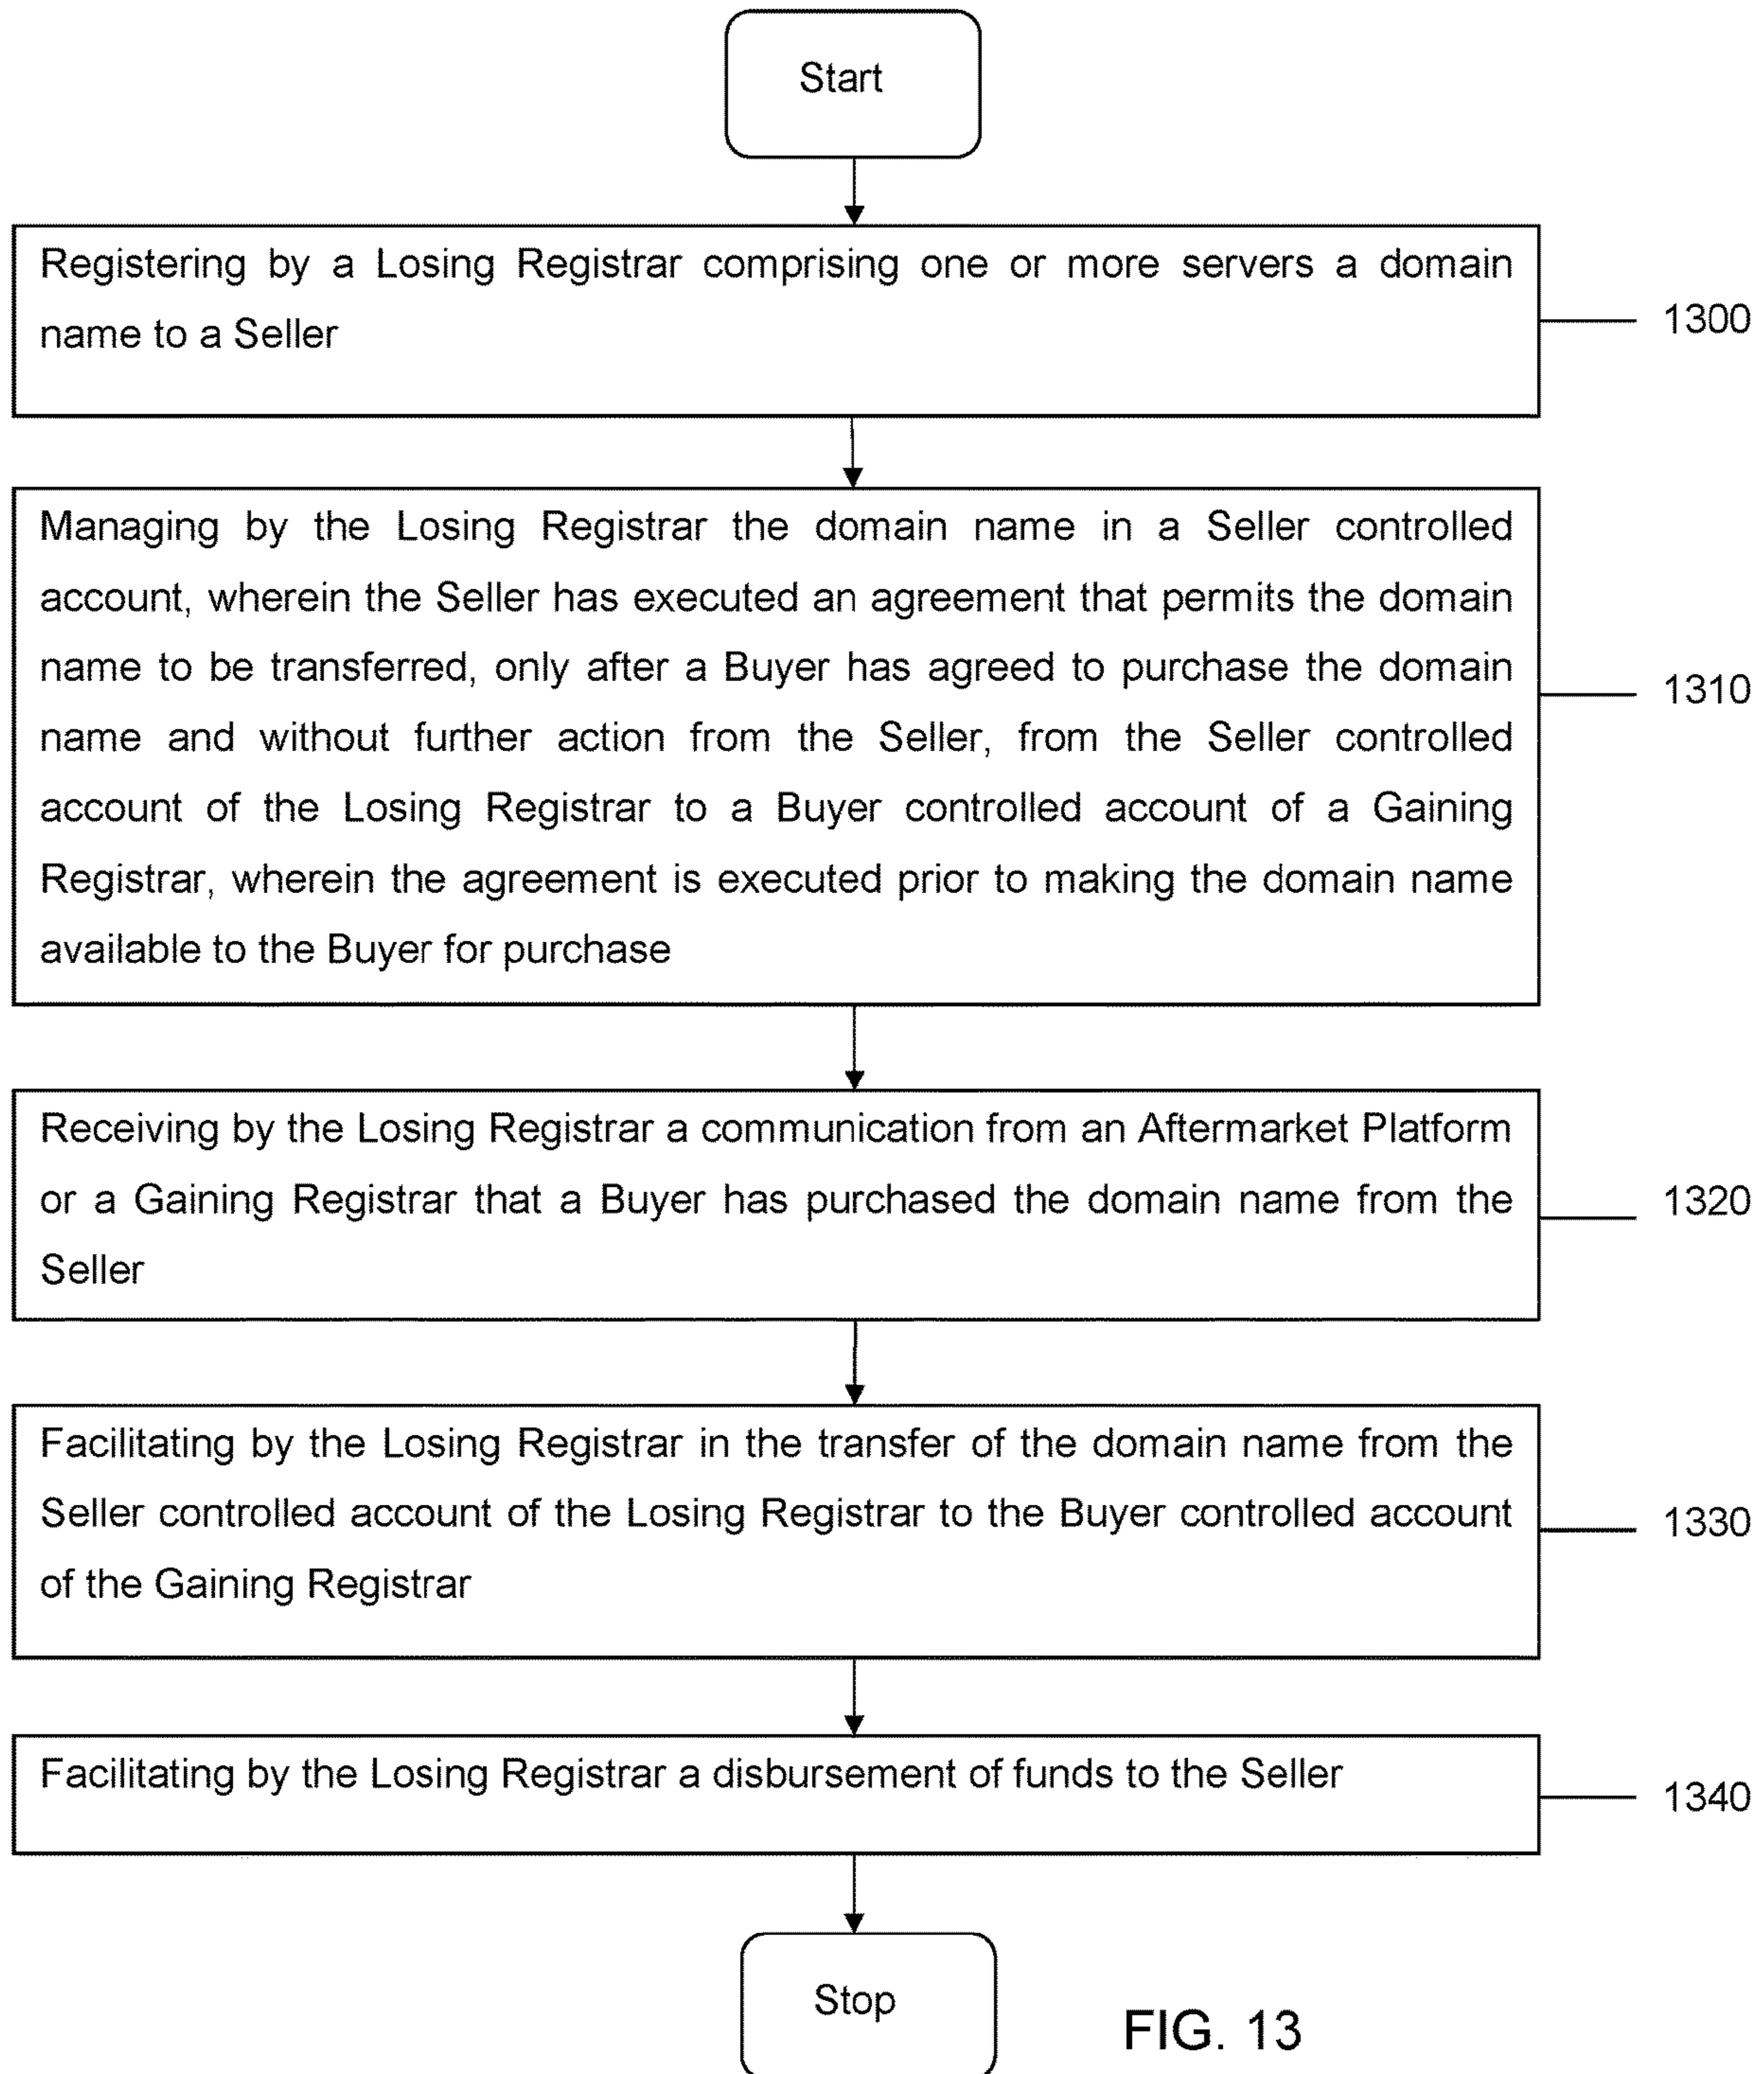 Start
Registering by a Losing Registrar comprising one or more servers a domain
name to a Seller
1300
Managing by the Losing Registrar the domain name in a Seller controlled
account, wherein the Seller has executed an agreement that permits the domain
name to be transferred, only after a Buyer has agreed to purchase the domain
name and without further action from the Seller, from the Seller controlled
account of the Losing Registrar to a Buyer controlled account of a Gaining
Registrar, wherein the agreement is executed prior to making the domain name
available to the Buyer for purchase
1310
Receiving by the Losing Registrar a communication from an Aftermarket Platform
or a Gaining Registrar that a Buyer has purchased the domain name from the
Seller
1320
Facilitating by the Losing Registrar in the transfer of the domain name from the
Seller controlled account of the Losing Registrar to the Buyer controlled account
of the Gaining Registrar
1330
Facilitating by the Losing Registrar a disbursement of funds to the Seller
1340
Stop
FIG. 13